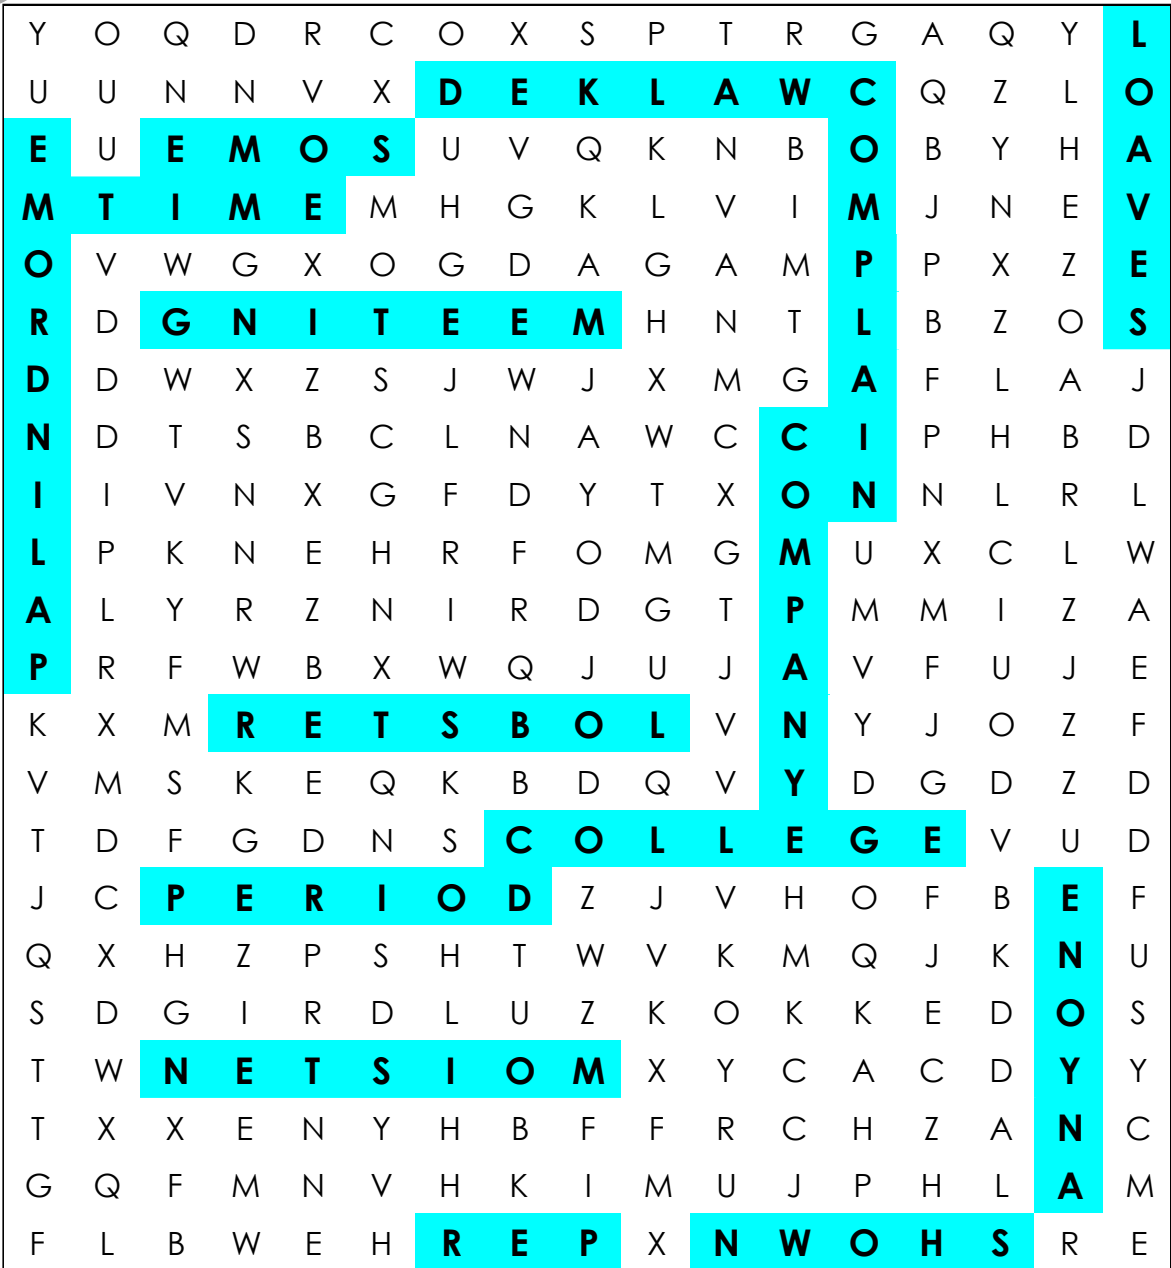 Y O Q D R C O X S P T R G A Q Y L
U U N N V X D E K L A W C Q Z L O
E U E M O S U V Q K N B O B Y H A
M T I M E M H G K L V I M J N E V
O V W G X O G D A G A M P P X Z E
R D G N I T E E M H N T L B Z O S
D D W X Z S J W J X M G A F L A J
N D T S B C L N A W C C I P H B D
I I V N X G F D Y T X O N N L R L
L P K N E H R F O M G M U X C L W
A L Y R Z N I R D G T P M M I Z A
P R F W B X W Q J U J A V F U J E
K X M R E T S B O L V N Y J O Z F
V M S K E Q K B D Q V Y D G D Z D
T D F G D N S C O L L E G E V U D
J C P E R I O D Z J V H O F B E F
Q X H Z P S H T W V K M Q J K N U
S D G I R D L U Z K O K K E D O S
T W N E T S I O M X Y C A C D Y Y
T X X E N Y H B F F R C H Z A N C
G Q F M N V H K I M U J P H L A M
F L B W E H R E P X N W O H S R E